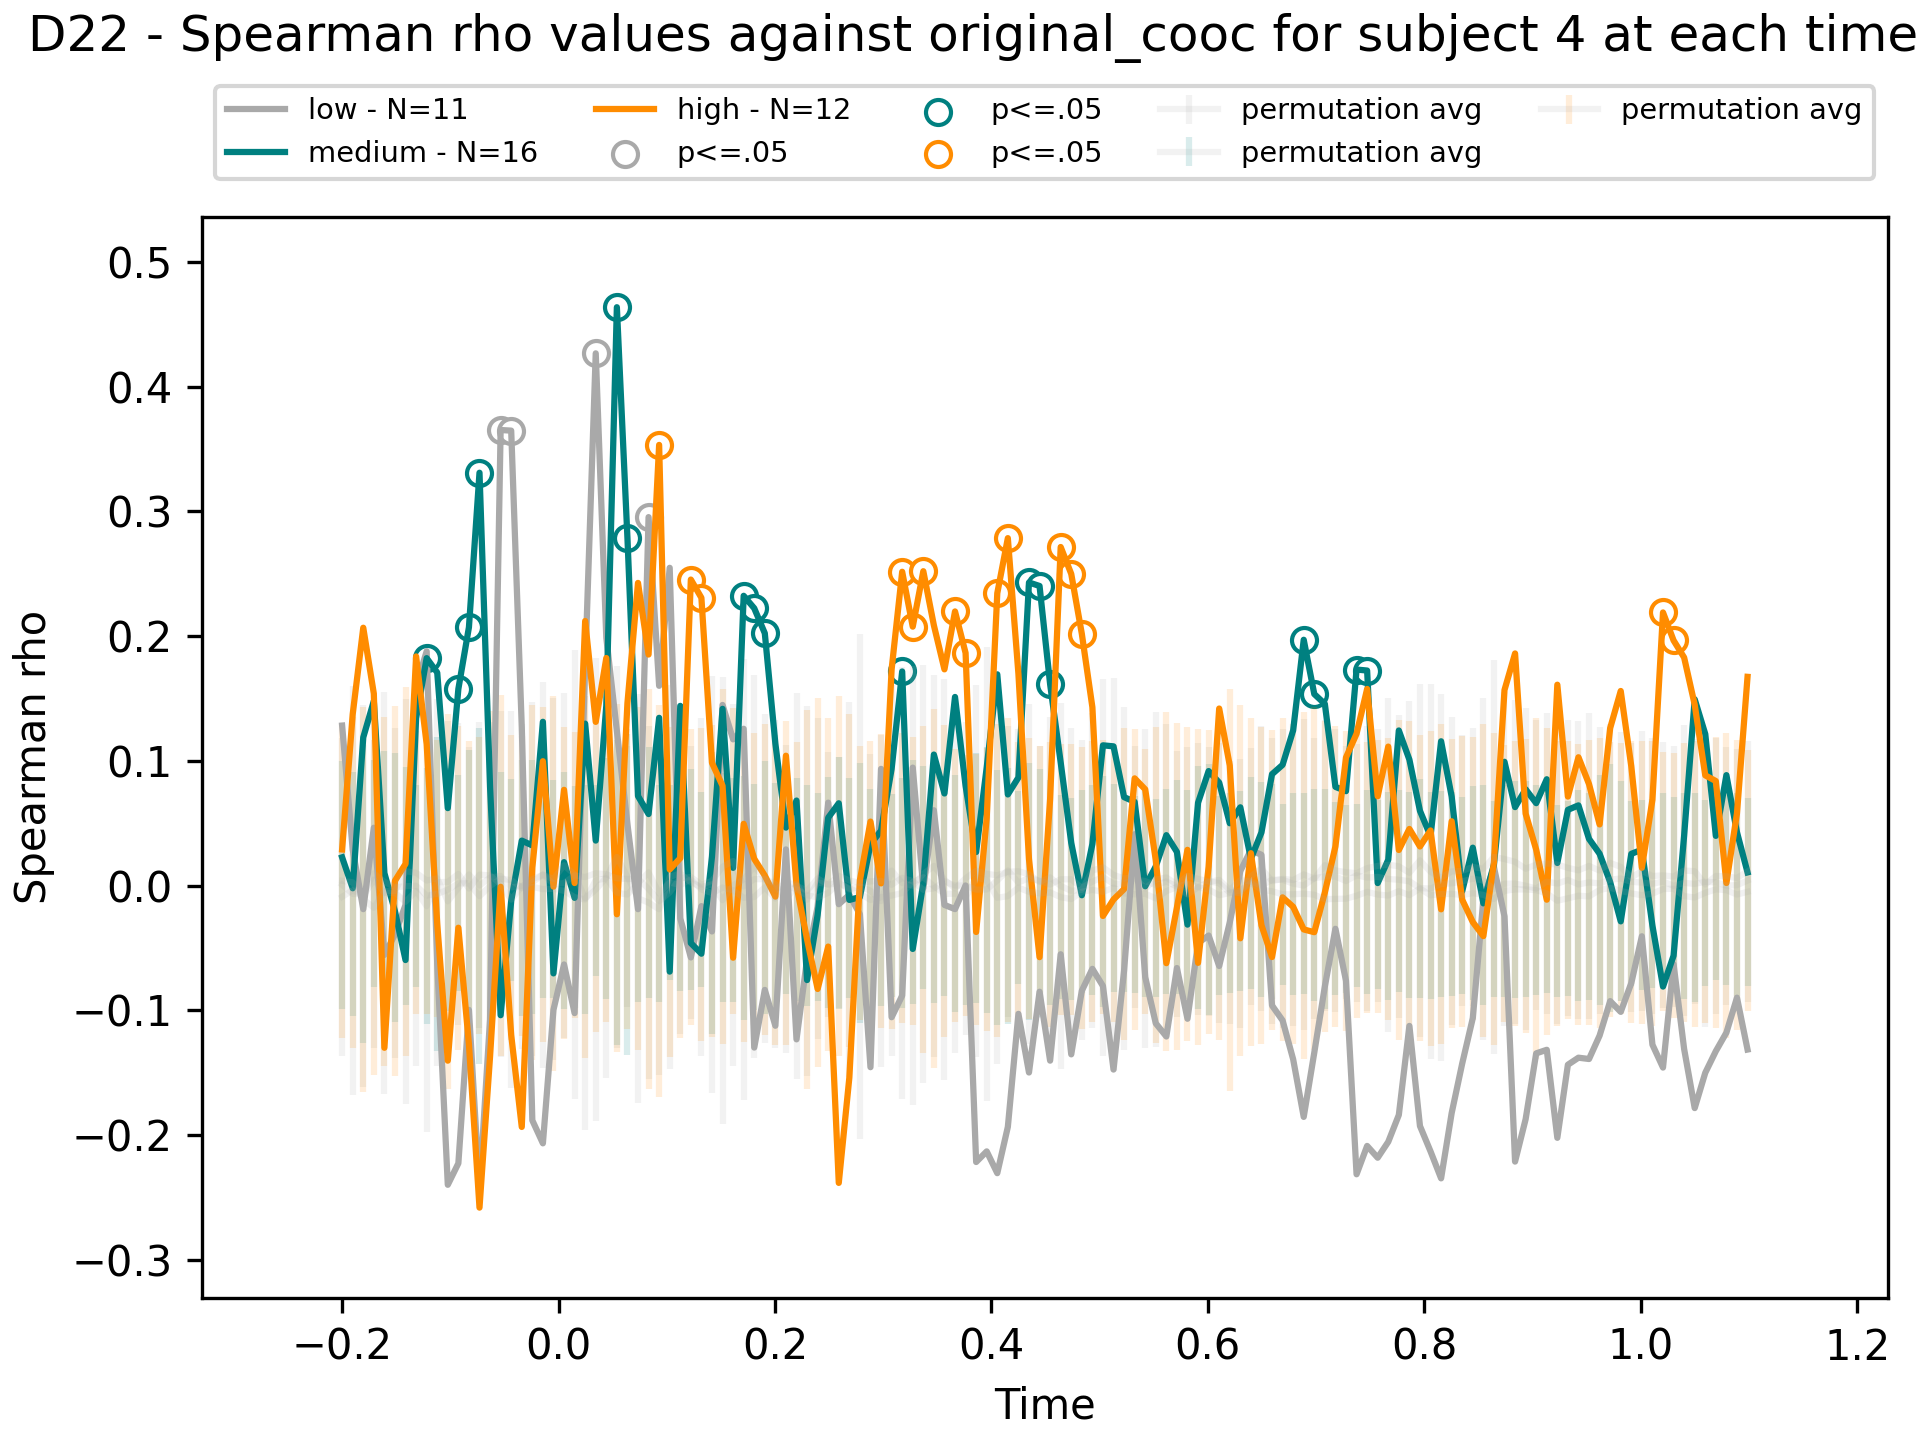 D22 - Spearman rho values against original_cooc for subject 4 at each time
low - N=11
medium - N=16
high - N=12
p<=.05
p<=.05
p<=.05
permutation avg
permutation avg
permutation avg
Spearman rho
0.5
0.4
0.3
0.2
0.1
0.0
−0.1
−0.2
−0.3
−0.2
0.0
0.2
0.4
0.6
0.8
1.0
1.2
Time